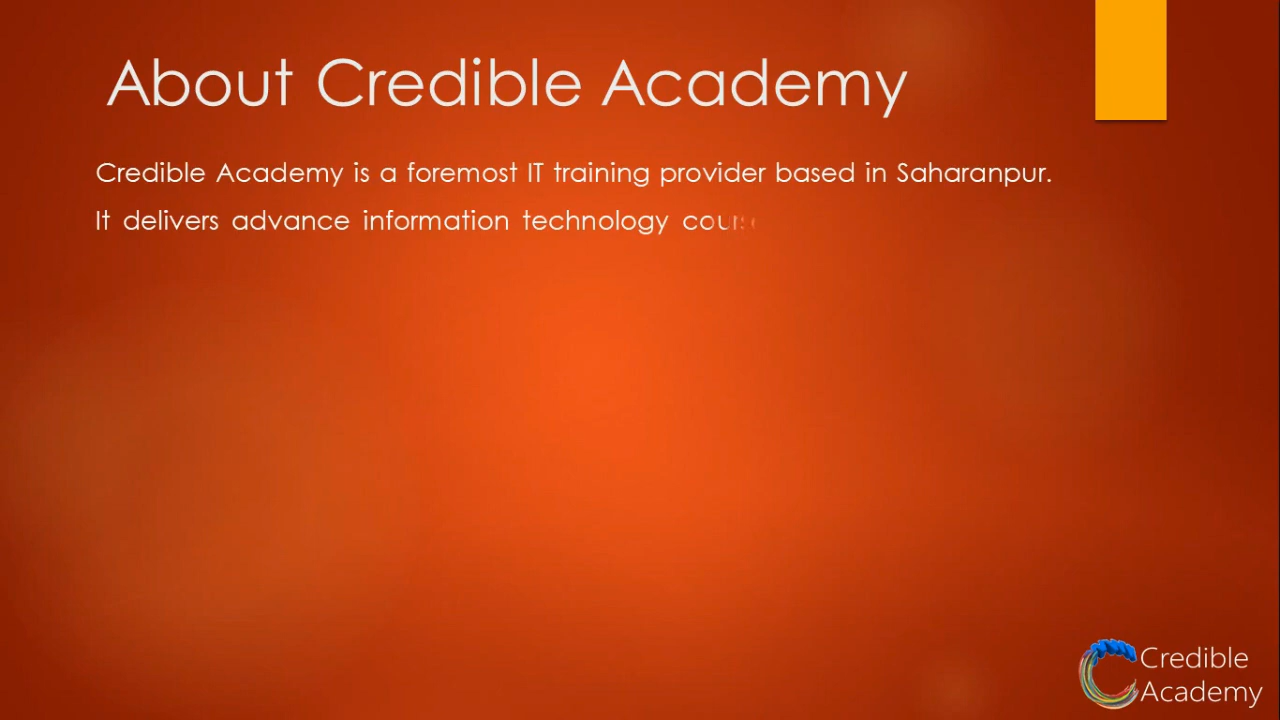 About Credible Academy
Credible Academy is a foremost IT training provider based in Saharanpur.
It delivers advance information technology
Credible
Academy